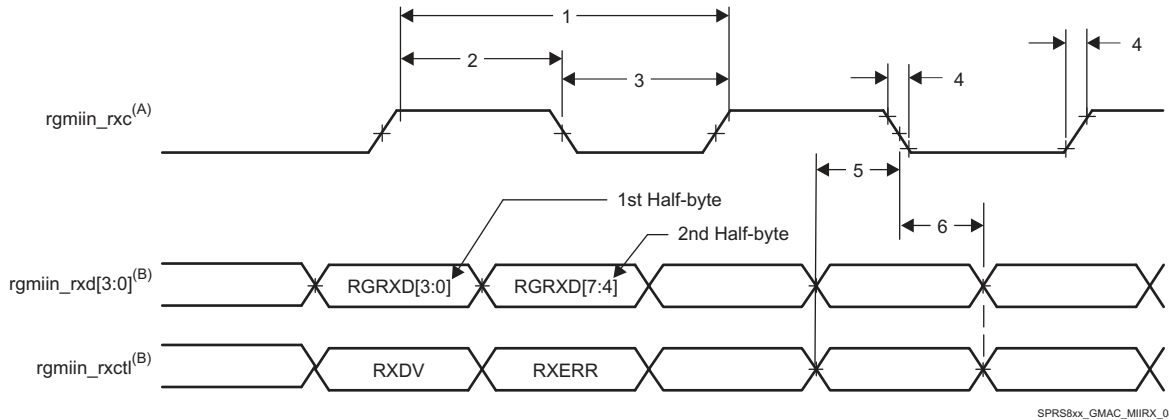 1
2
3
4
4
rgmiin_rxc(A)
5
1st Half-byte
6
2nd Half-byte
rgmiin_rxd[3:0](B)
RGRXD[3:0]
RGRXD[7:4]
rgmiin_rxctl(B)
RXDV
RXERR
SPRS8xx_GMAC_MIIRX_0